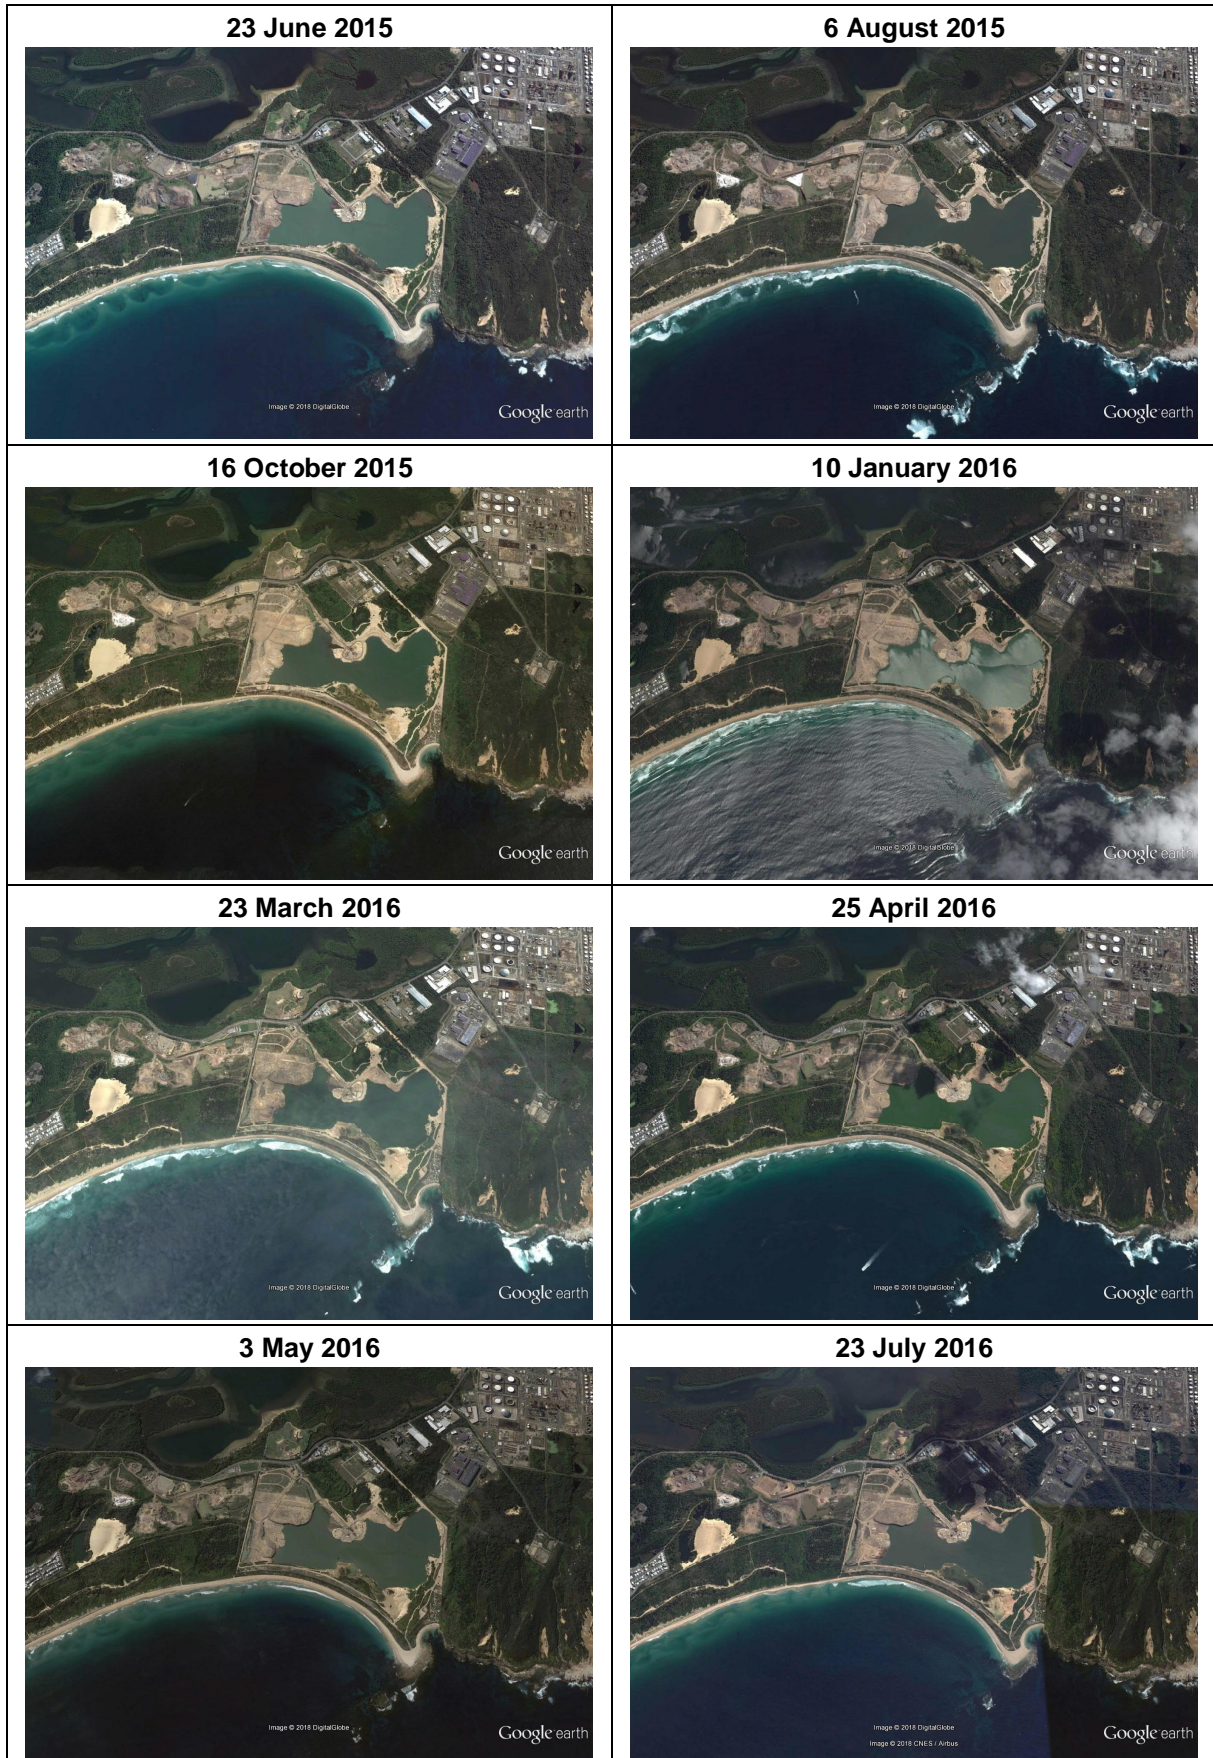 23 June 2015
6 August 2015
Image © 2018 DigitalGlobe
Google earth
Image © 2018 DigitalGlobe
Google earth
16 October 2015
10 January 2016
Google earth
Image © 2018 DigitalGlobe
Google earth
23 March 2016
25 April 2016
Image © 2018 DigitalGlobe
Google earth
Image © 2018 DigitalGlobe
Google earth
3 May 2016
23 July 2016
Image © 2018 DigitalGlobe
Google earth
Image © 2018 DigitalGlobe
Image © 2018 CNES / Airbus
Google earth